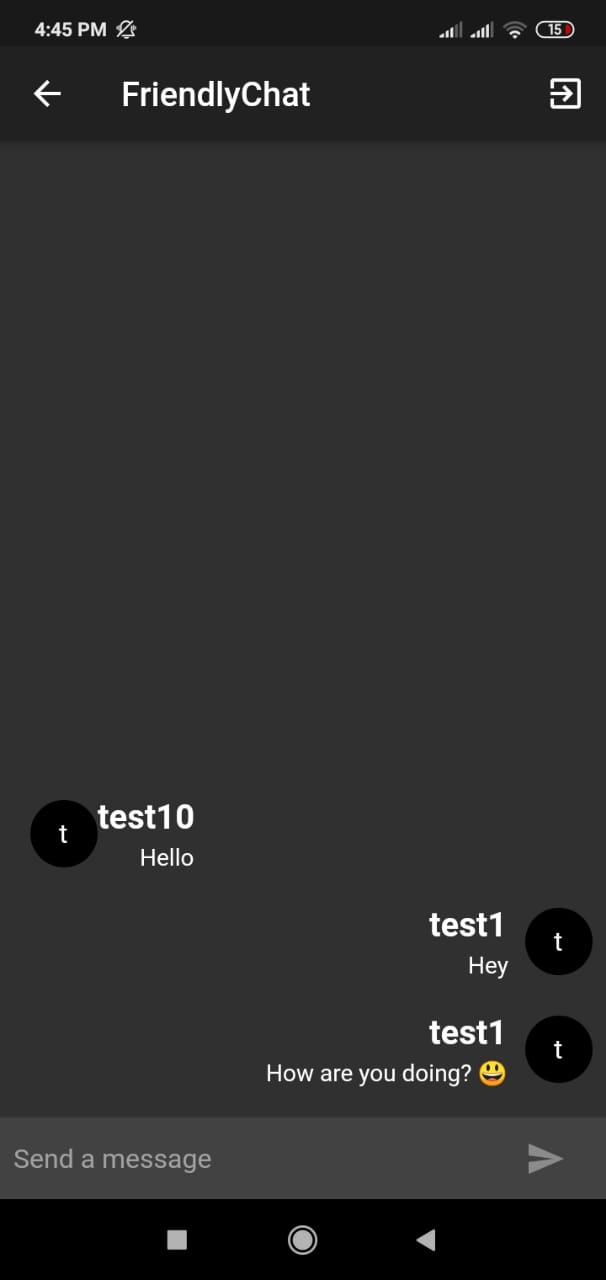 4:45 PM 15
FriendlyChat
t test10
Hello
test1 t
Hey
test1 t
How are you doing? 😃
Send a message